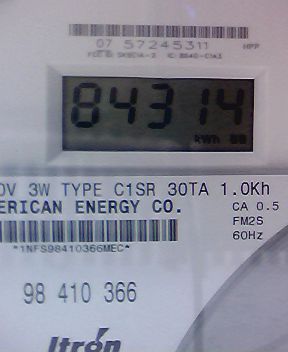 07 57245311 HPP
84314
kWh
0V 3W TYPE C1SR 30TA 1.0Kh
ERICAN ENERGY CO. CA 0.5
FM2S
60Hz
*1NFS98410366MEC*
98 410 366
Itron